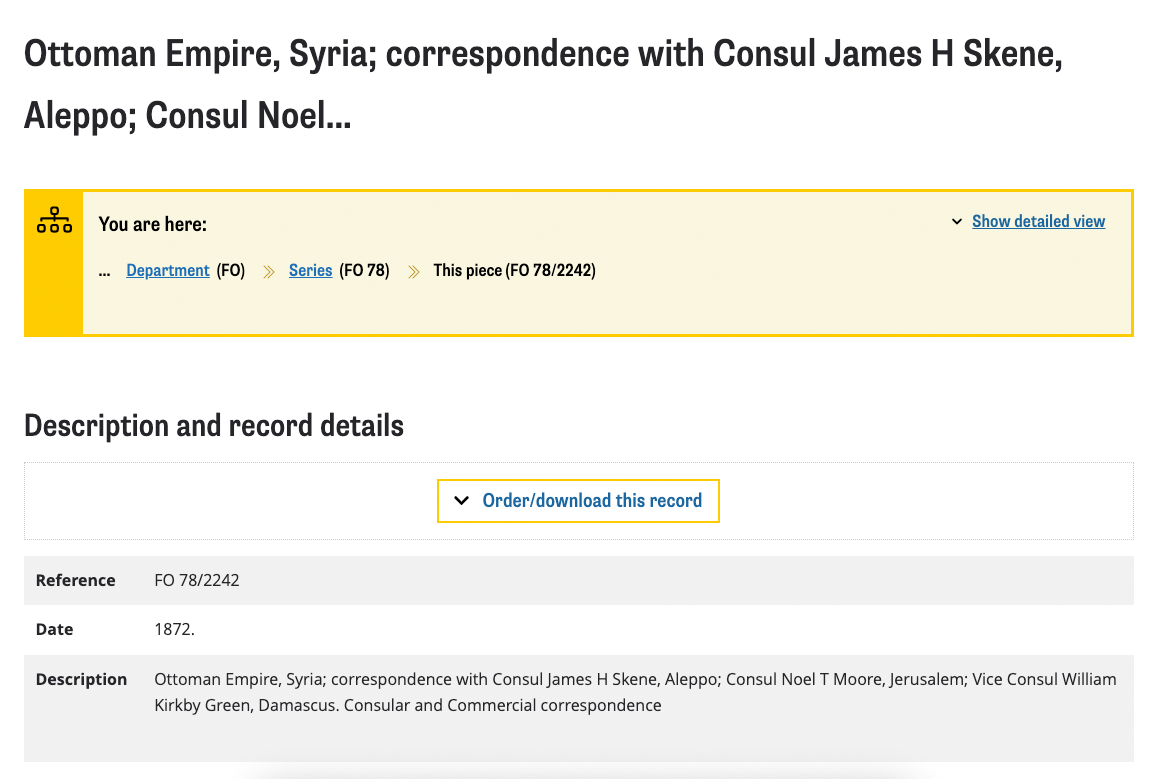 Ottoman Empire, Syria; correspondence with Consul James H Skene,
Aleppo; Consul Noel...
You are here:
Show detailed view
... Department (FO) » Series (FO 78) » This piece (FO 78/2242)
Description and record details
Order/download this record
Reference FO 78/2242
Date 1872.
Description Ottoman Empire, Syria; correspondence with Consul James H Skene, Aleppo; Consul Noel T Moore, Jerusalem; Vice Consul William
Kirkby Green, Damascus. Consular and Commercial correspondence